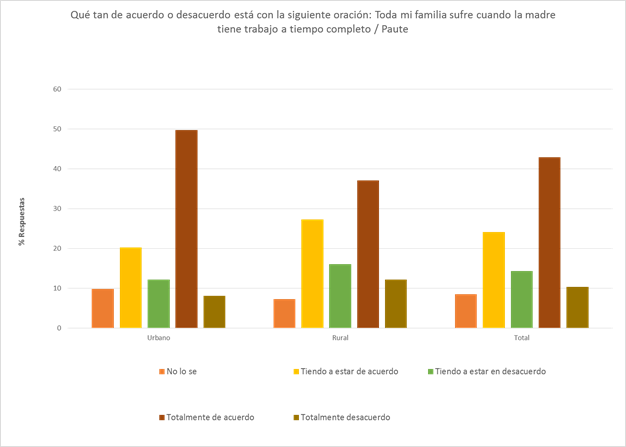 Qué tan de acuerdo o desacuerdo está con la siguiente oración: Toda mi familia sufre cuando la madre
tiene trabajo a tiempo completo / Paute
60
50
40
30
20
10
0
% Respuestas
Urbano
Rural
Total
No lo se
Tiendo a estar de acuerdo
Tiendo a estar en desacuerdo
Totalmente de acuerdo
Totalmente desacuerdo